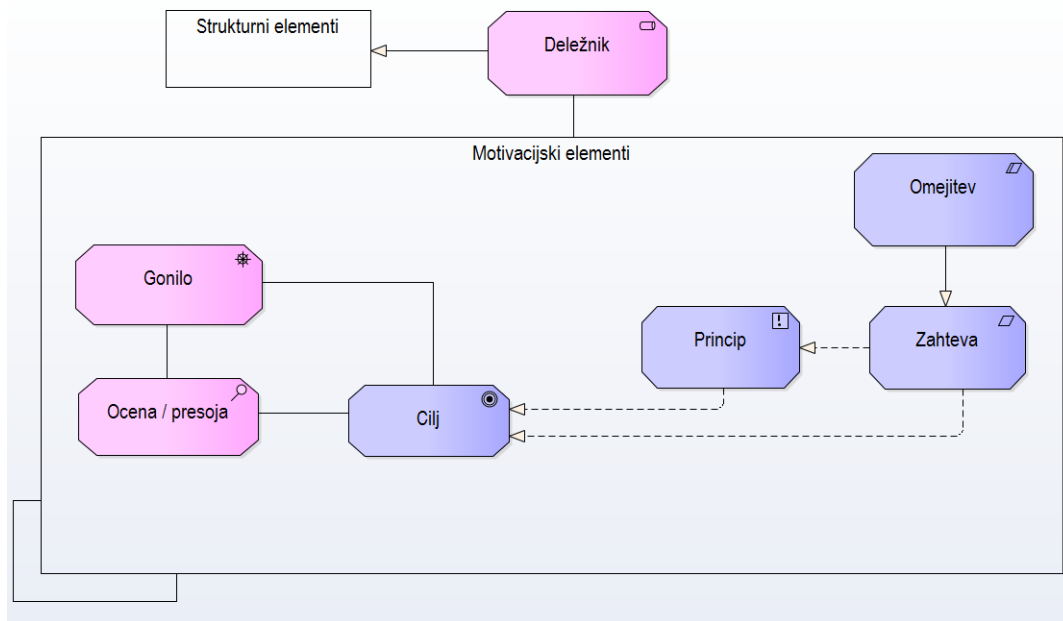 Strukturni elementi
Deležnik
Motivacijski elementi
Omejitev
Gonilo
Princip
Zahteva
Ocena / presoja
Cilj